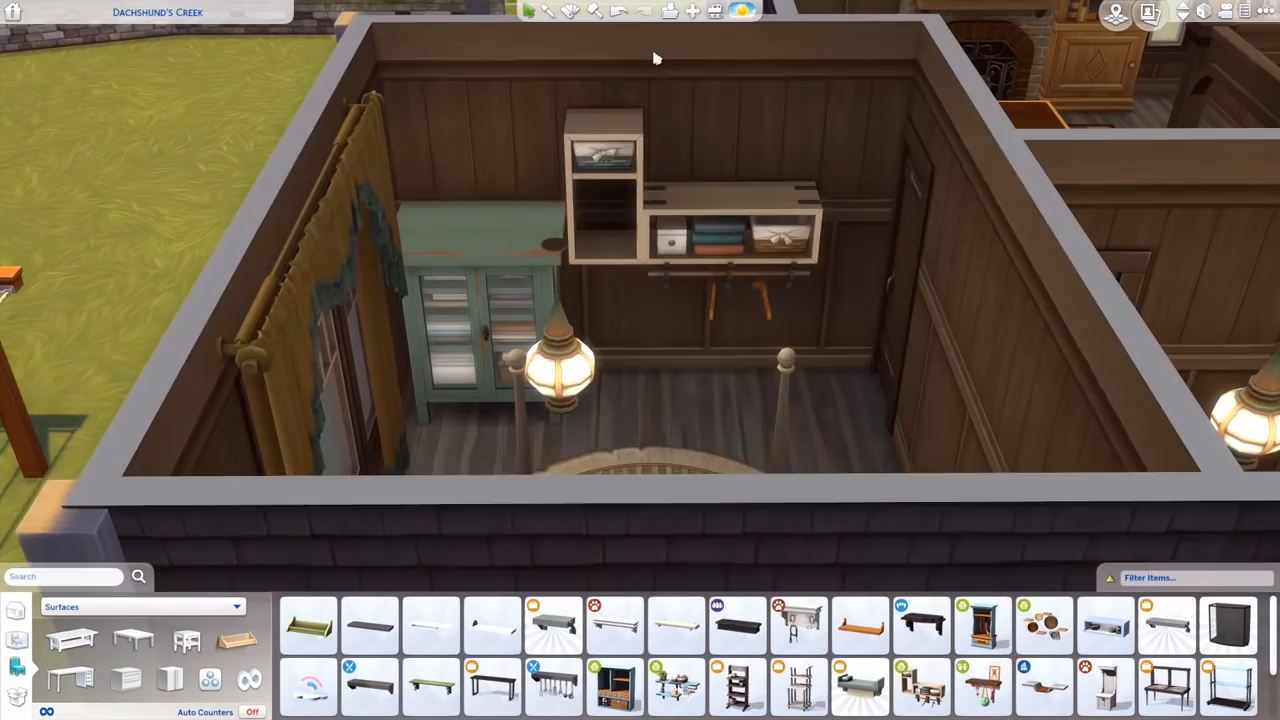 Dachshund's Creek
Search
Filter Items...
Surfaces
Auto Counters
Off